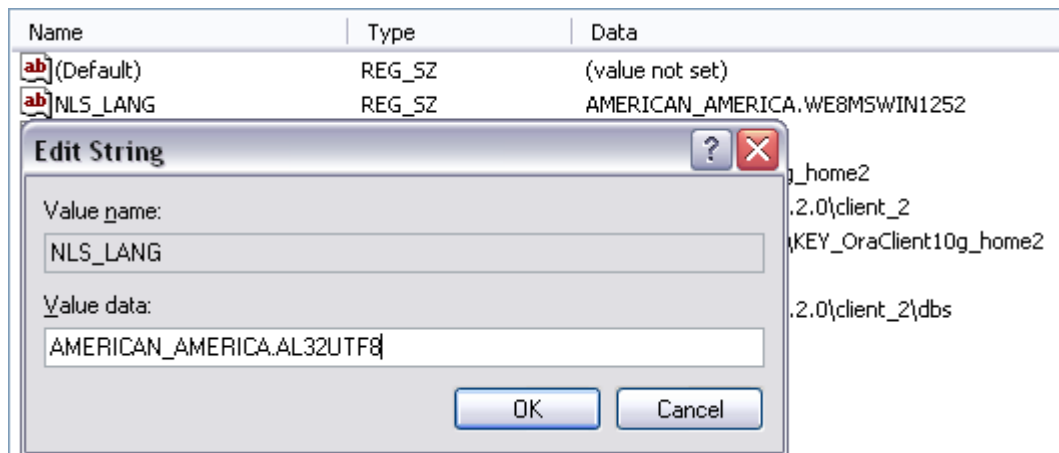 Name Type Data
(Default) REG_SZ (value not set)
NLS_LANG REG_SZ AMERICAN_AMERICA.WE8MSWIN1252
Edit String
g_home2
Value name:
.2.0\client_2
NLS_LANG
\KEY_OraClient10g_home2
Value data:
.2.0\client_2\dbs
AMERICAN_AMERICA.AL32UTF8
OK Cancel